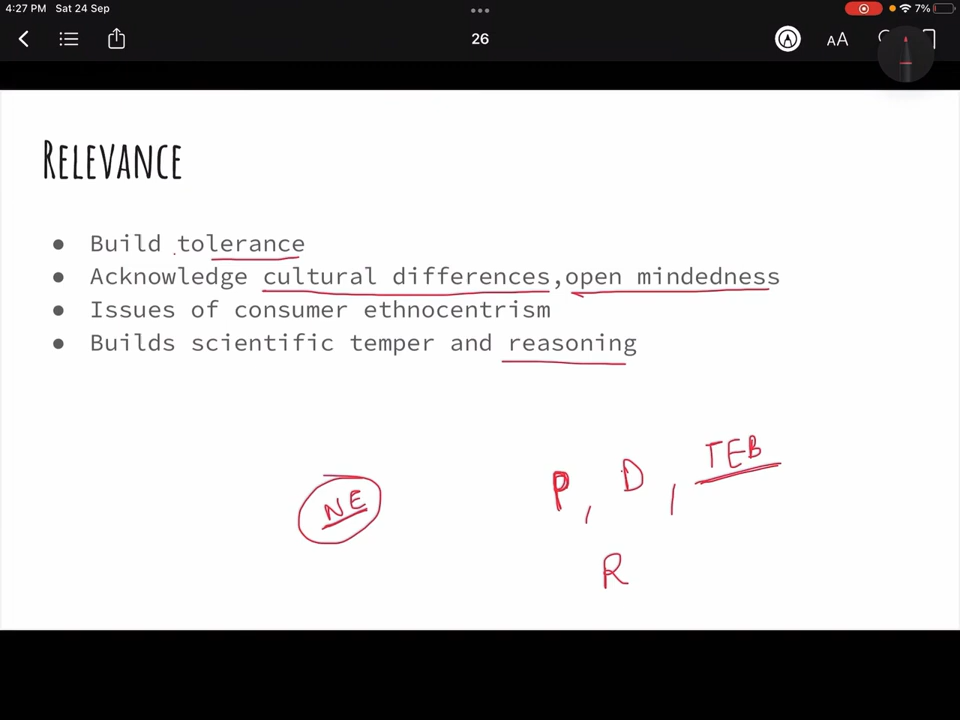 4:27 PM Sat 24 Sep 7%
26
AA
RELEVANCE
● Build tolerance
● Acknowledge cultural differences,open mindedness
● Issues of consumer ethnocentrism
● Builds scientific temper and reasoning
NE
P, D, TEB
R